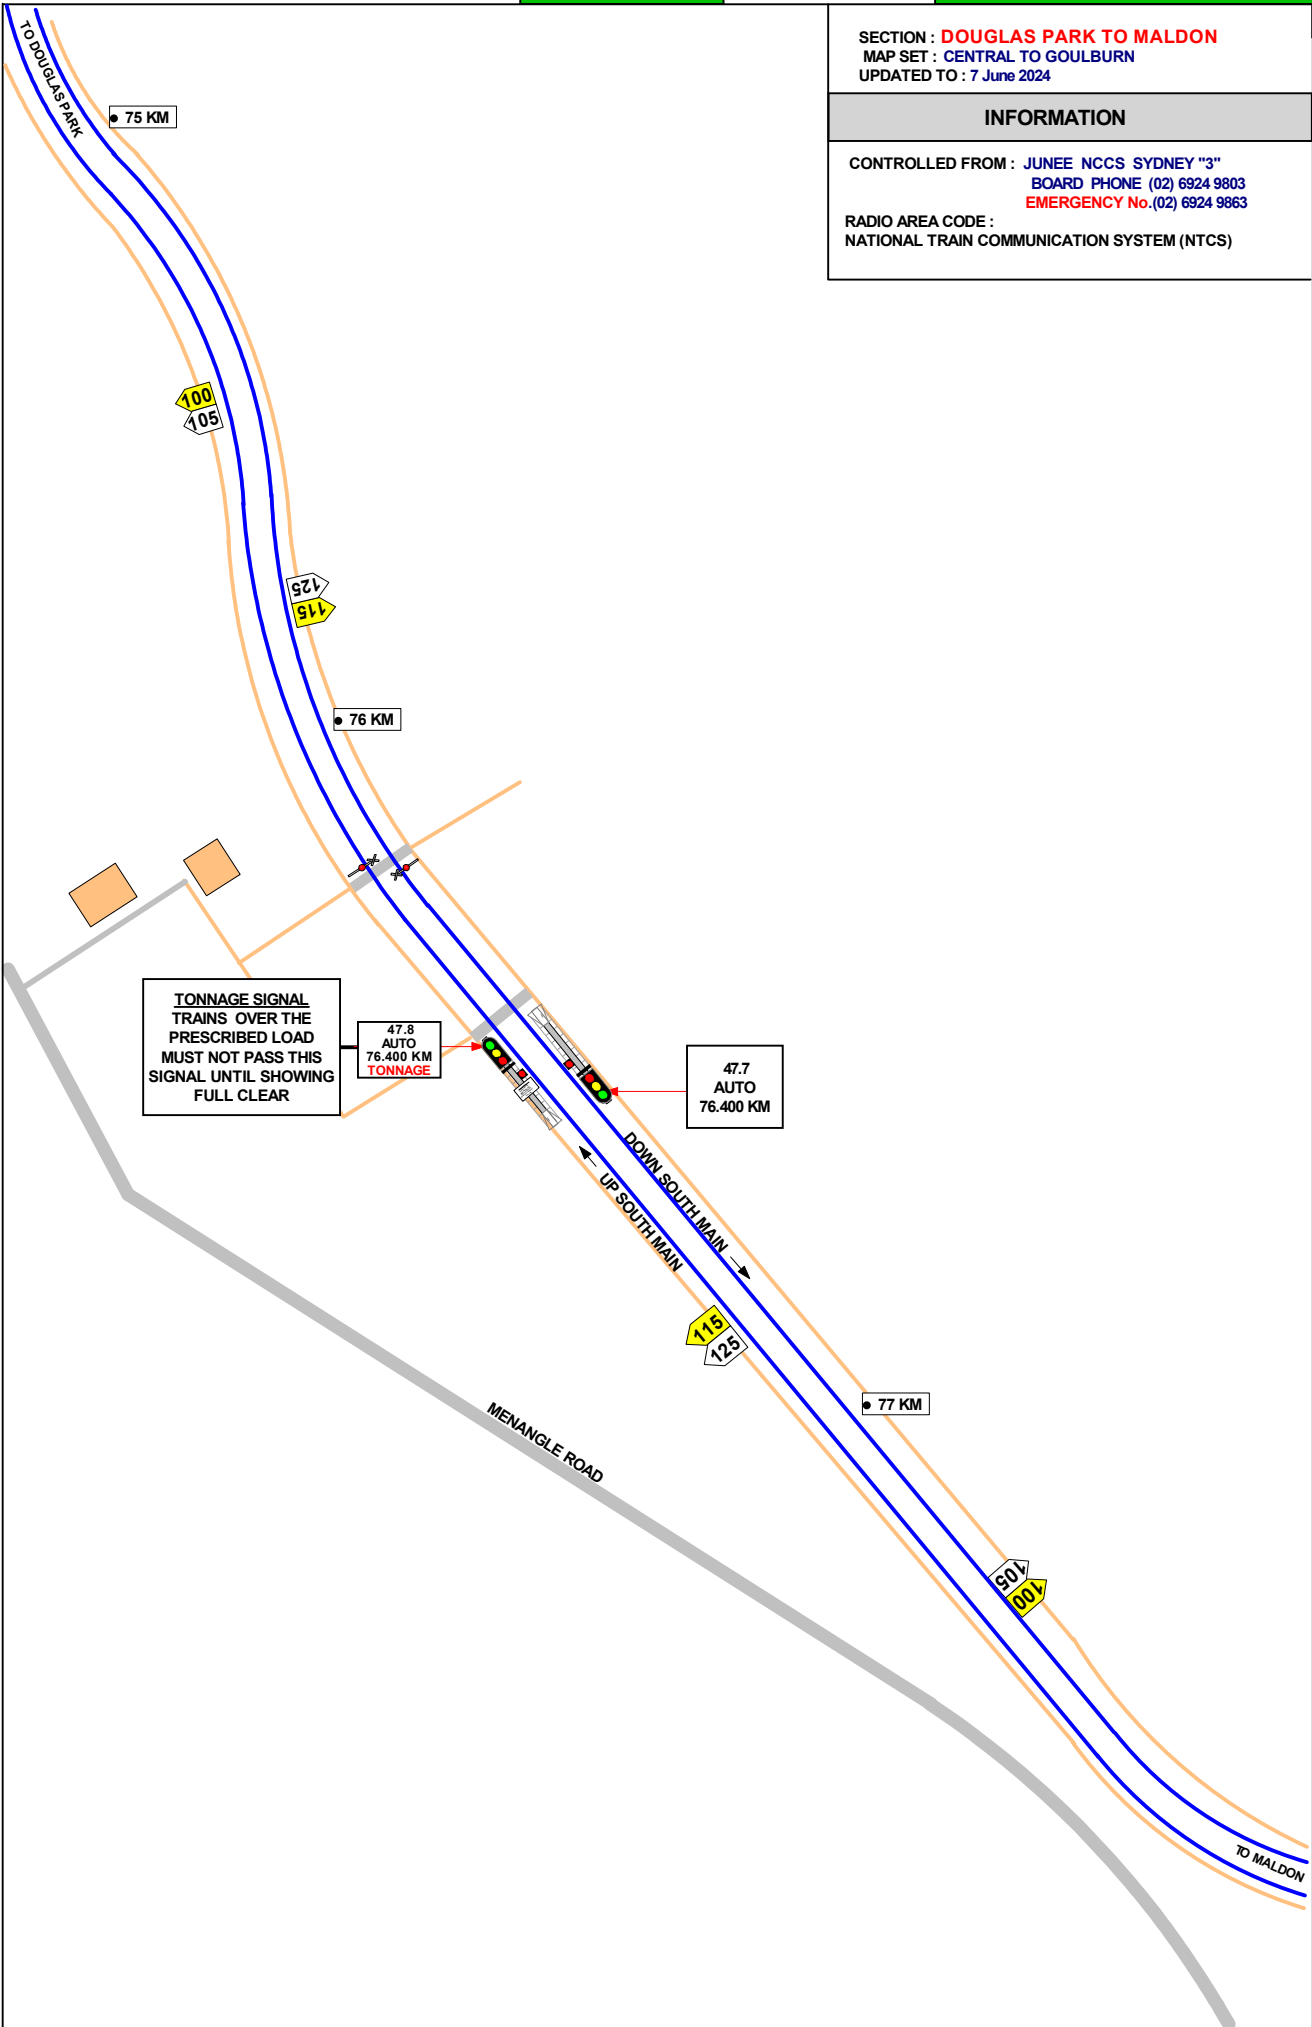 SECTION : DOUGLAS PARK TO MALDON
MAP SET : CENTRAL TO GOULBURN
UPDATED TO : 7 June 2024
INFORMATION
CONTROLLED FROM : JUNEE NCCS SYDNEY "3"
BOARD PHONE (02) 6924 9803
EMERGENCY No.(02) 6924 9863
RADIO AREA CODE :
NATIONAL TRAIN COMMUNICATION SYSTEM (NTCS)
TO DOUGLAS PARK
75 KM
100
105
125
115
76 KM
TONNAGE SIGNAL
TRAINS OVER THE
PRESCRIBED LOAD
MUST NOT PASS THIS
SIGNAL UNTIL SHOWING
FULL CLEAR
47.8
AUTO
76.400 KM
TONNAGE
47.7
AUTO
76.400 KM
DOWN SOUTH MAIN
UP SOUTH MAIN
115
125
77 KM
MENANGLE ROAD
105
100
TO MALDON